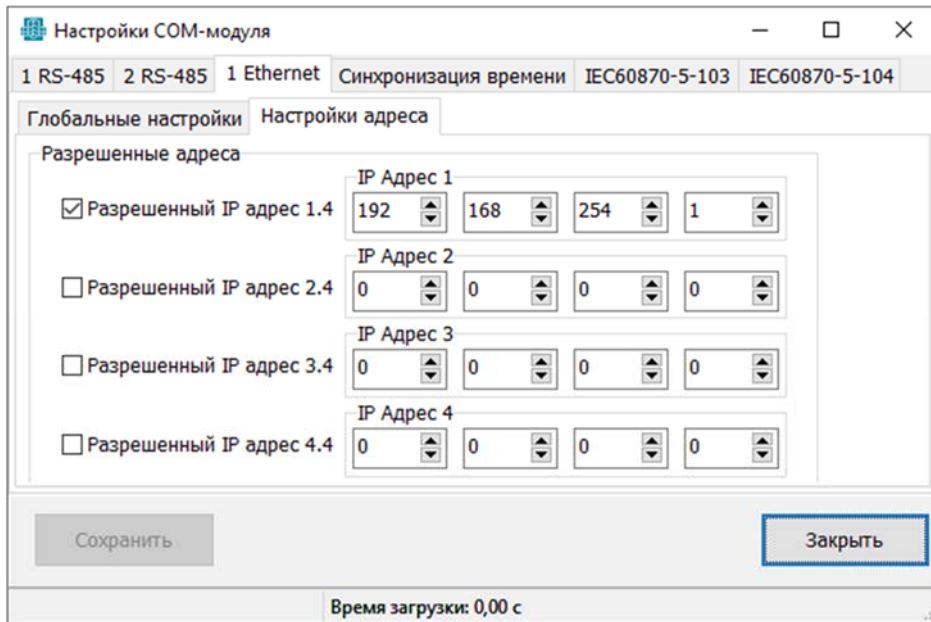 Настройки COM-модуля
1 RS-485 2 RS-485 1 Ethernet Синхронизация времени IEC60870-5-103 IEC60870-5-104
Глобальные настройки Настройки адреса
Разрешенные адреса
IP Адрес 1
Разрешенный IP адрес 1.4 192 168 254 1
IP Адрес 2
Разрешенный IP адрес 2.4 0 0 0 0
IP Адрес 3
Разрешенный IP адрес 3.4 0 0 0 0
IP Адрес 4
Разрешенный IP адрес 4.4 0 0 0 0
Сохранить Закрыть
Время загрузки: 0,00 с